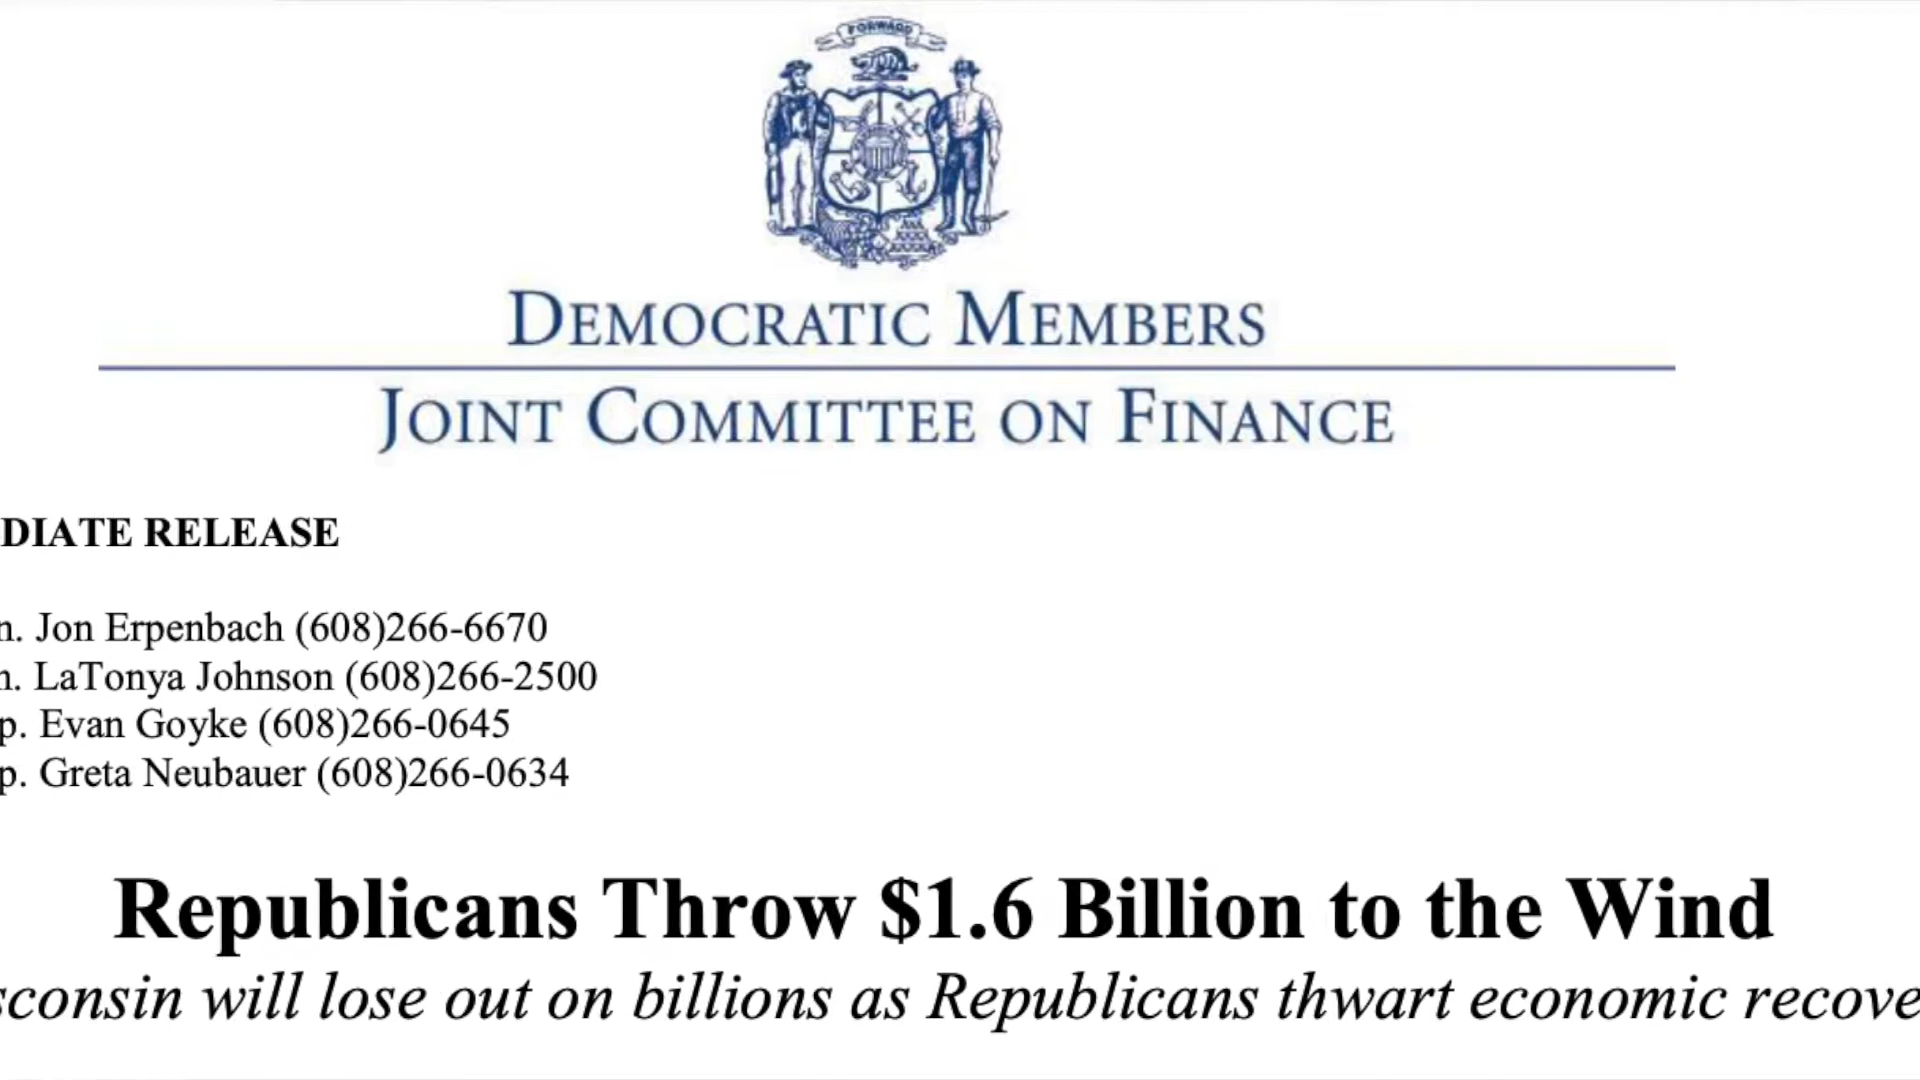 FORWARD
DEMOCRATIC MEMBERS
JOINT COMMITTEE ON FINANCE
DIATE RELEASE
n. Jon Erpenbach (608)266-6670
n. LaTonya Johnson (608)266-2500
p. Evan Goyke (608)266-0645
p. Greta Neubauer (608)266-0634
Republicans Throw $1.6 Billion to the Wind
sconsin will lose out on billions as Republicans thwart economic recove